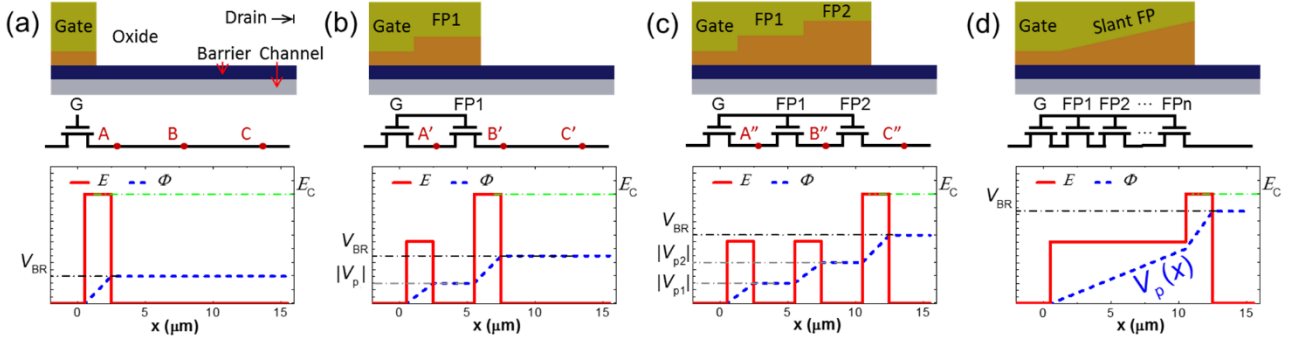 (a)
Gate
Oxide
Drain
Barrier
Channel
G
A
B
C
E
Φ
E_C
V_BR
0 5 10 15
x (μm)
(b)
Gate
FP1
G
FP1
A′
B′
C′
E
Φ
E_C
V_BR
|V_p|
0 5 10 15
x (μm)
(c)
Gate
FP1
FP2
G
FP1
FP2
A″
B″
C″
E
Φ
E_C
V_BR
|V_p2|
|V_p1|
0 5 10 15
x (μm)
(d)
Gate
Slant FP
G FP1 FP2 ⋯ FPn
⋯
E
Φ
E_C
V_BR
V_p(x)
0 5 10 15
x (μm)